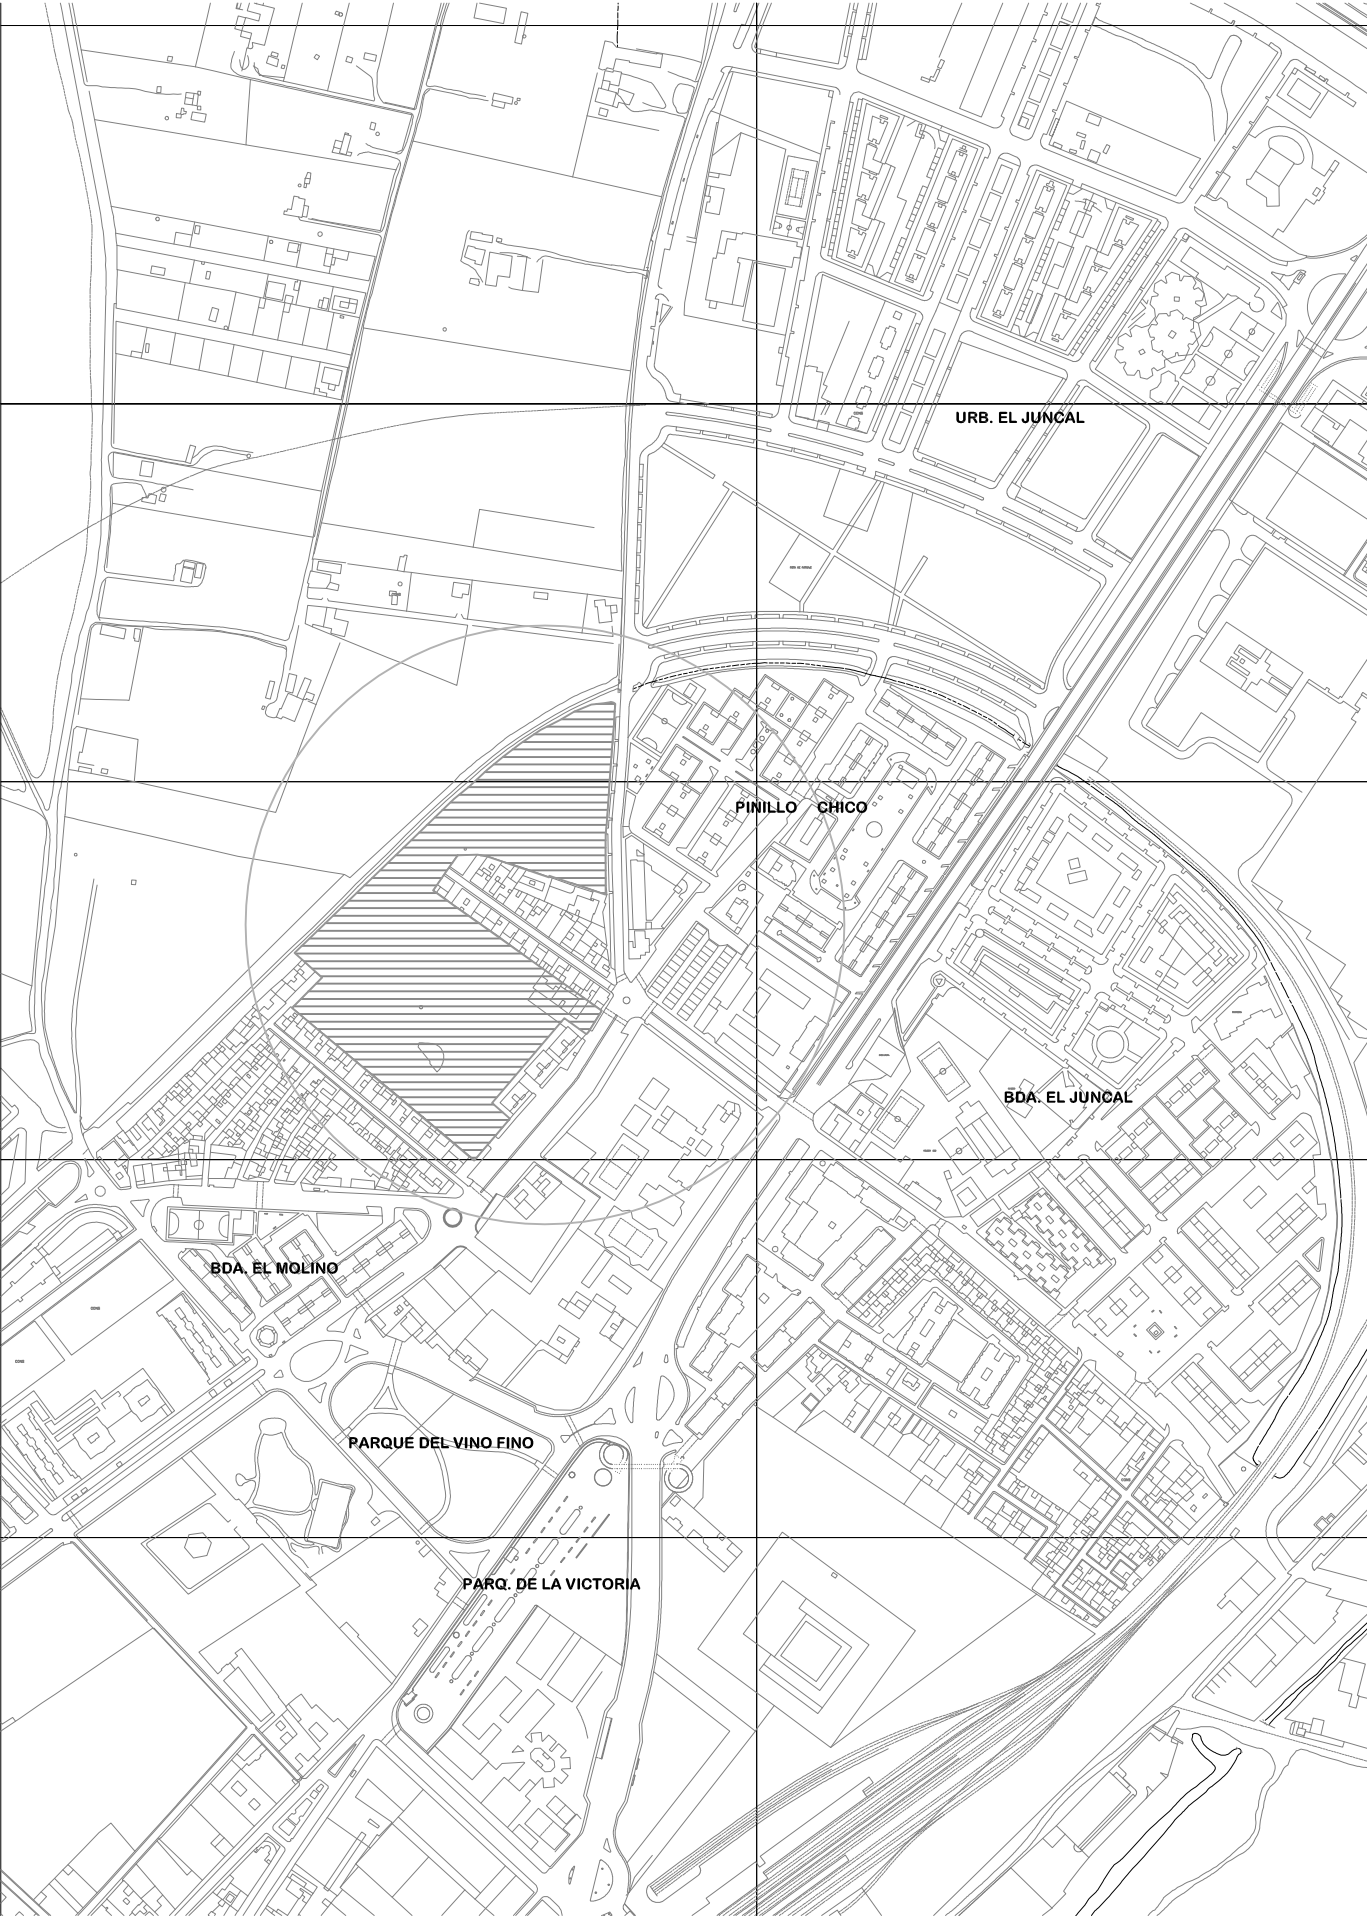 URB. EL JUNCAL
PINILLO CHICO
BDA. EL JUNCAL
BDA. EL MOLINO
PARQUE DEL VINO FINO
PARQ. DE LA VICTORIA